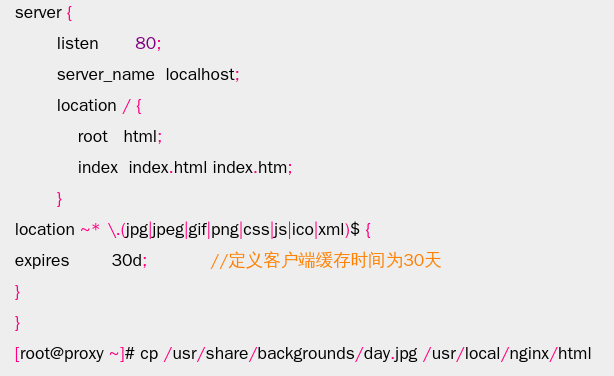 server {
listen 80;
server_name localhost;
location / {
root html;
index index.html index.htm;
}
location ~* \.(jpg|jpeg|gif|png|css|js|ico|xml)$ {
expires 30d; //定义客户端缓存时间为30天
}
}
[root@proxy ~]# cp /usr/share/backgrounds/day.jpg /usr/local/nginx/html